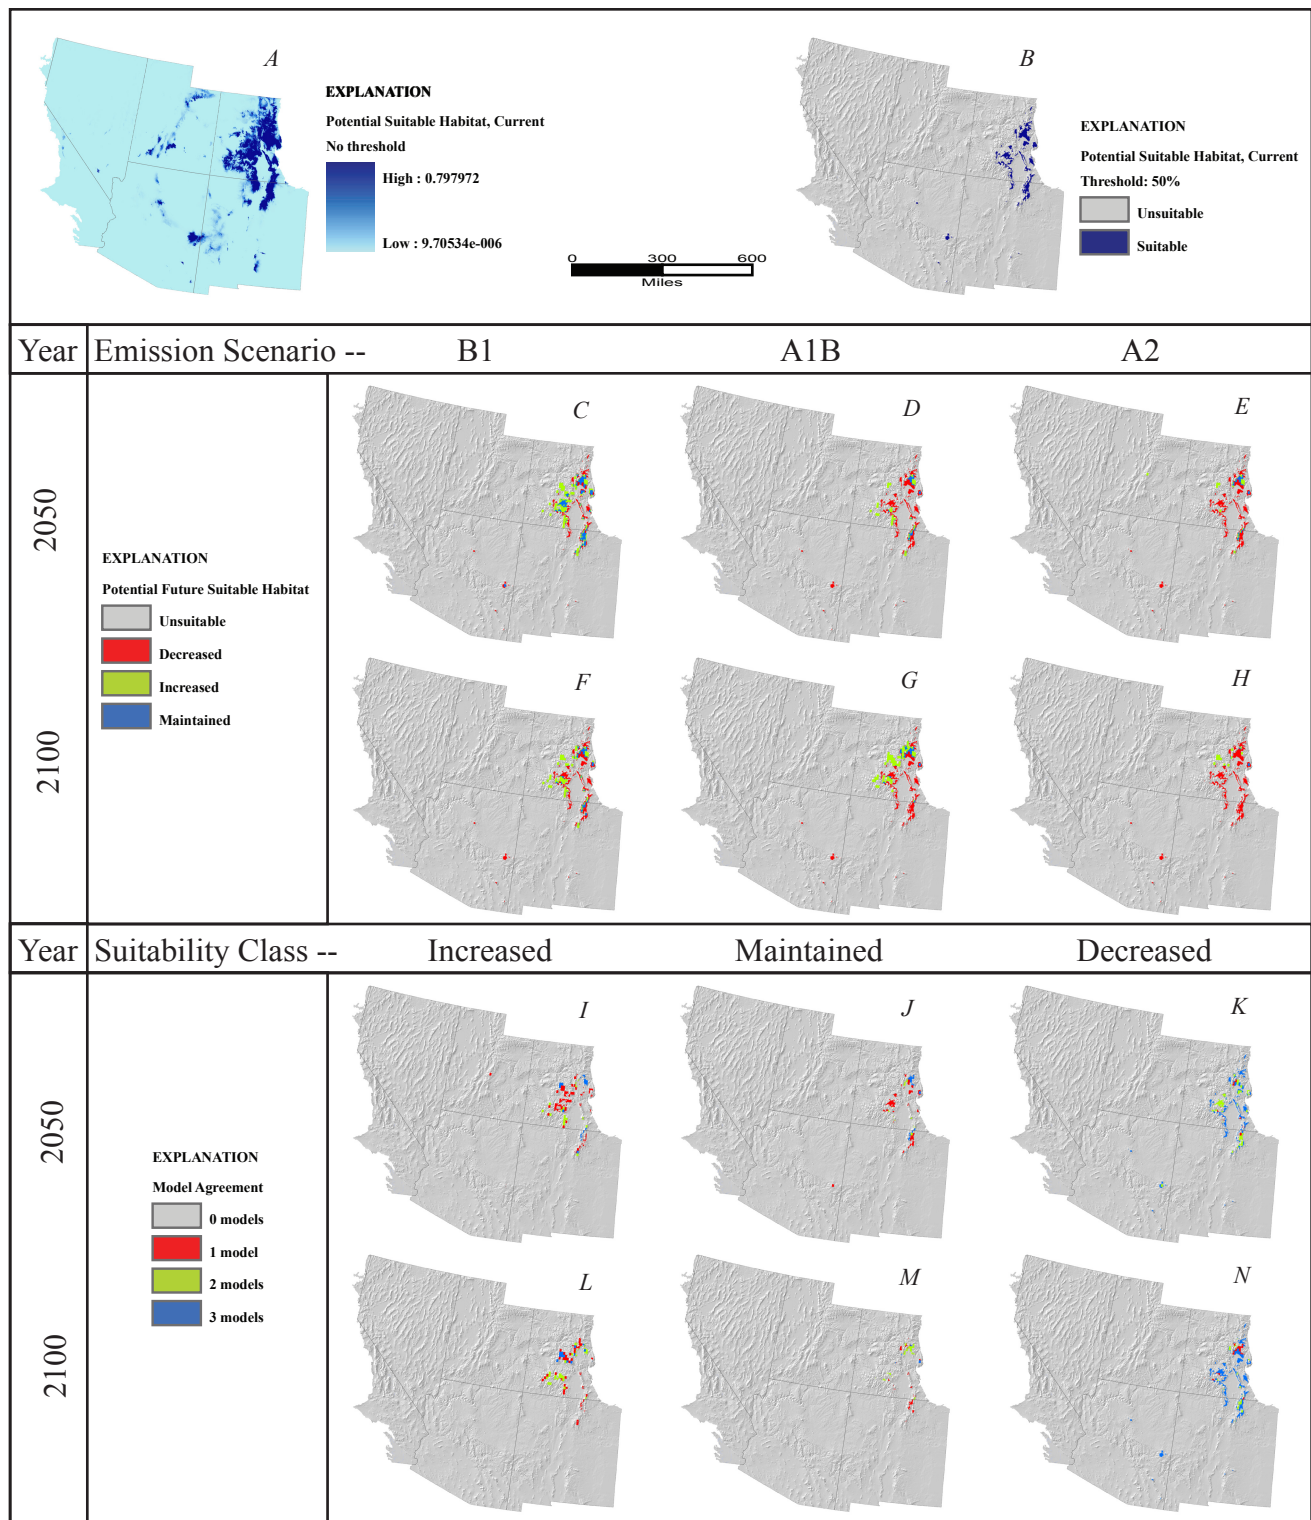 A
EXPLANATION
Potential Suitable Habitat, Current
No threshold
High : 0.797972
Low : 9.70534e-006
0 300 600
Miles
B
EXPLANATION
Potential Suitable Habitat, Current
Threshold: 50%
Unsuitable
Suitable
Year Emission Scenario -- B1 A1B A2
2050
C D E
EXPLANATION
Potential Future Suitable Habitat
Unsuitable
Decreased
Increased
Maintained
2100
F G H
Year Suitability Class -- Increased Maintained Decreased
2050
I J K
EXPLANATION
Model Agreement
0 models
1 model
2 models
3 models
2100
L M N